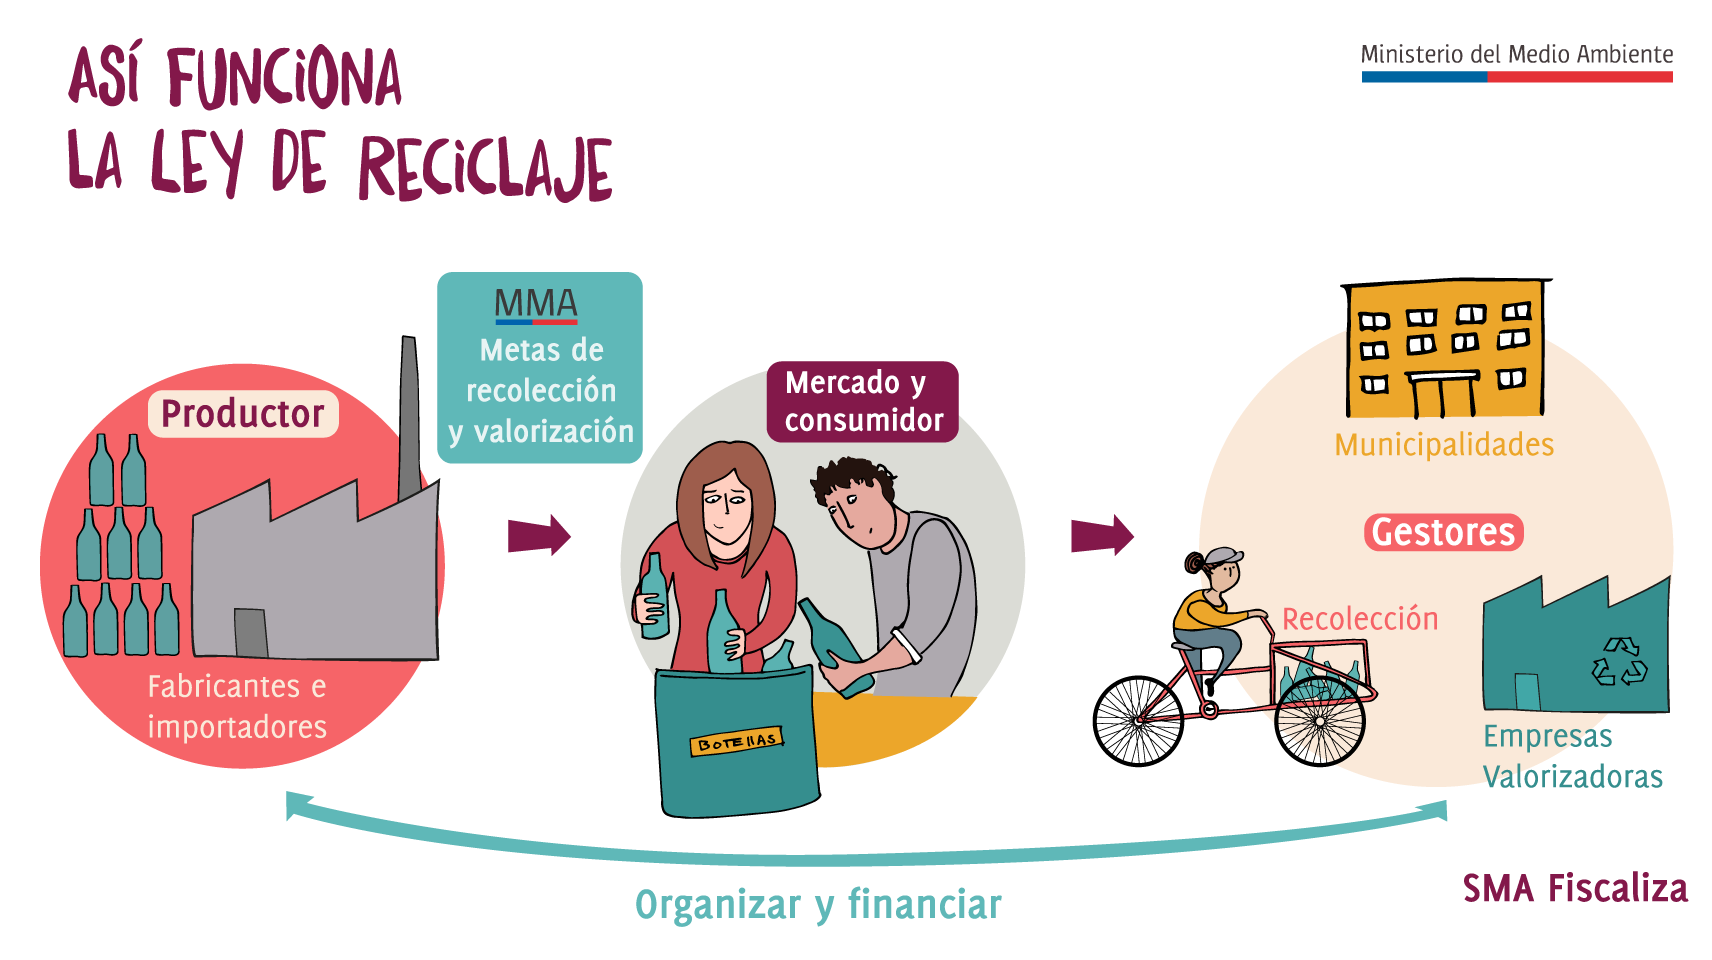 ASÍ FUNCIONA
LA LEY DE RECICLAJE
Ministerio del Medio Ambiente
MMA
Metas de
recolección
y valorización
Productor
Fabricantes e
importadores
Mercado y
consumidor
BOTELLAS
Municipalidades
Gestores
Recolección
Empresas
Valorizadoras
Organizar y financiar
SMA Fiscaliza